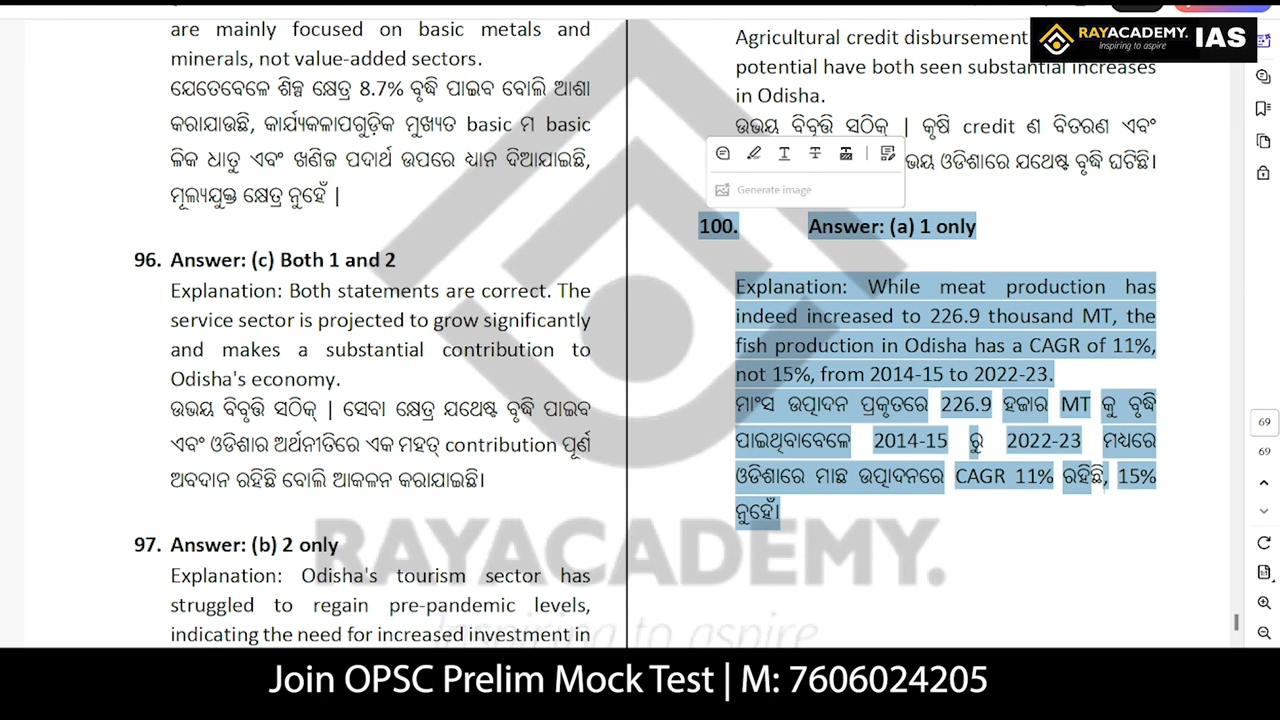 are mainly focused on basic metals and
minerals, not value-added sectors.
ଯେତେବେଳେ ଶିଳ୍ପ କ୍ଷେତ୍ର 8.7% ବୃଦ୍ଧି ପାଇବ ବୋଲି ଆଶା
କରାଯାଉଛି, କାର୍ଯ୍ୟକଳାପଗୁଡ଼ିକ ମୁଖ୍ୟତ basic ମ basic
ଳିକ ଧାତୁ ଏବଂ ଖଣିଜ ପଦାର୍ଥ ଉପରେ ଧ୍ୟାନ ଦିଆଯାଇଛି,
ମୂଲ୍ୟଯୁକ୍ତ କ୍ଷେତ୍ର ନୁହେଁ |
96. Answer: (c) Both 1 and 2
Explanation: Both statements are correct. The
service sector is projected to grow significantly
and makes a substantial contribution to
Odisha's economy.
ଉଭୟ ବିବୃତ୍ତି ସଠିକ୍ | ସେବା କ୍ଷେତ୍ର ଯଥେଷ୍ଟ ବୃଦ୍ଧି ପାଇବ
ଏବଂ ଓଡିଶାର ଅର୍ଥନୀତିରେ ଏକ ମହତ୍ contribution ପୂର୍ଣ
ଅବଦାନ ରହିଛି ବୋଲି ଆକଳନ କରାଯାଇଛି।
97. Answer: (b) 2 only
Explanation: Odisha's tourism sector has
struggled to regain pre-pandemic levels,
indicating the need for increased investment in
Agricultural credit disbursement
potential have both seen substantial increases
in Odisha.
ଉଭୟ ବିବୃତ୍ତି ସଠିକ୍ | କୃଷି credit ଣ ବିତରଣ ଏବଂ
ଭୟ ଓଡିଶାରେ ଯଥେଷ୍ଟ ବୃଦ୍ଧି ଘଟିଛି।
Generate image
100. Answer: (a) 1 only
Explanation: While meat production has
indeed increased to 226.9 thousand MT, the
fish production in Odisha has a CAGR of 11%,
not 15%, from 2014-15 to 2022-23.
ମାଂସ ଉତ୍ପାଦନ ପ୍ରକୃତରେ 226.9 ହଜାର MT କୁ ବୃଦ୍ଧି
ପାଇଥିବାବେଳେ 2014-15 ରୁ 2022-23 ମଧ୍ୟରେ
ଓଡିଶାରେ ମାଛ ଉତ୍ପାଦନରେ CAGR 11% ରହିଛି, 15%
ନୁହେଁ।
RAYACADEMY. IAS
Inspiring to aspire
RAYACADEMY.
Inspiring to aspire
69
69
Join OPSC Prelim Mock Test | M: 7606024205